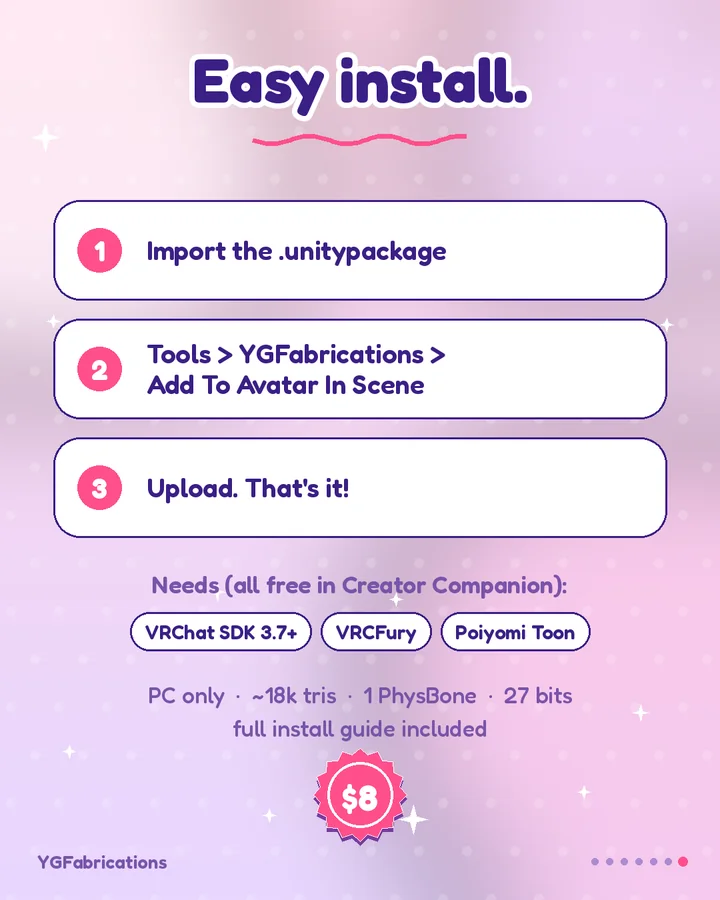 Easy install.
1
Import the .unitypackage
2
Tools > YGFabrications >
Add To Avatar In Scene
3
Upload. That's it!
Needs (all free in Creator Companion):
VRChat SDK 3.7+ VRCFury Poiyomi Toon
PC only · ~18k tris · 1 PhysBone · 27 bits
full install guide included
$8
YGFabrications